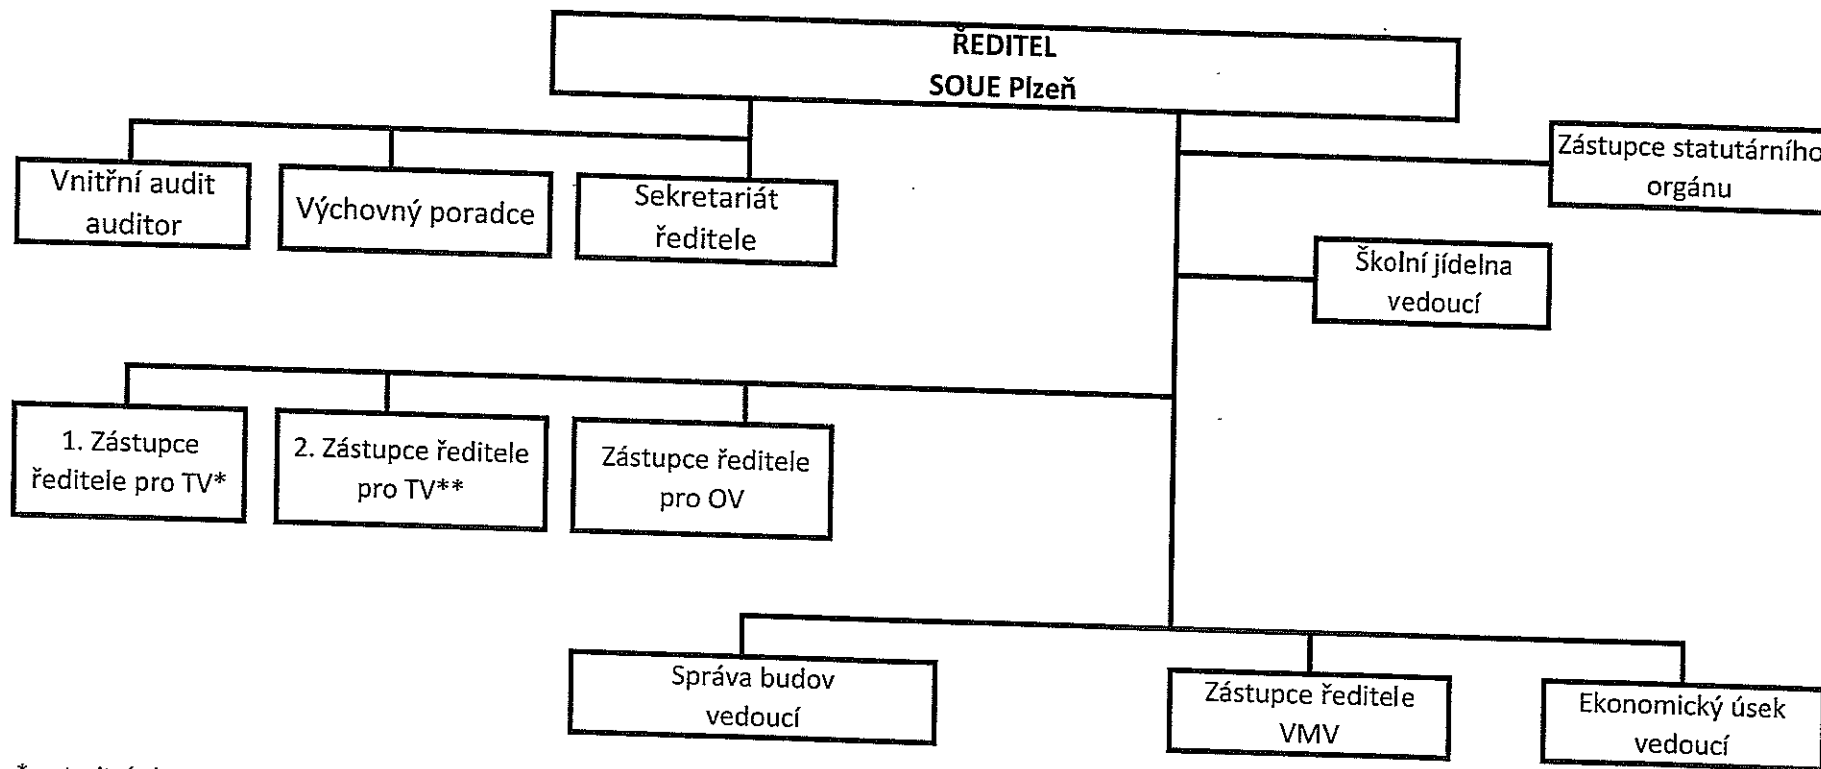 ŘEDITEL
SOUE Plzeň
Zástupce statutárního
orgánu
Vnitřní audit
auditor
Výchovný poradce
Sekretariát
ředitele
Školní jídelna
vedoucí
1. Zástupce
ředitele pro TV*
2. Zástupce ředitele
pro TV**
Zástupce ředitele
pro OV
Správa budov
vedoucí
Zástupce ředitele
VMV
Ekonomický úsek
vedoucí